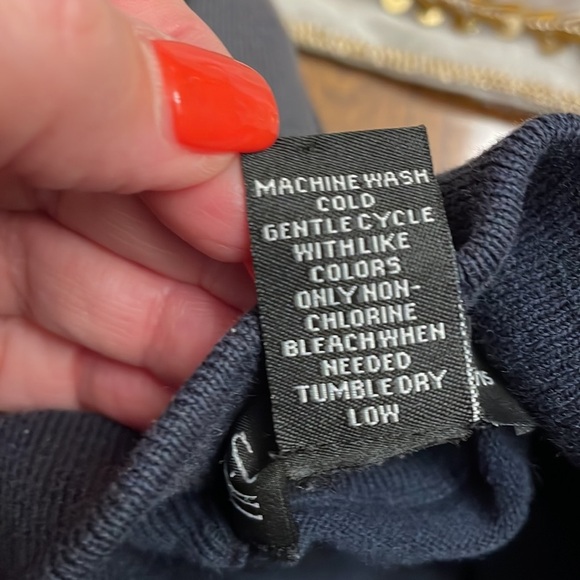 MACHINE WASH
COLD
GENTLE CYCLE
WITH LIKE
COLORS
ONLY NON-
CHLORINE
BLEACH WHEN
NEEDED
TUMBLE DRY
LOW